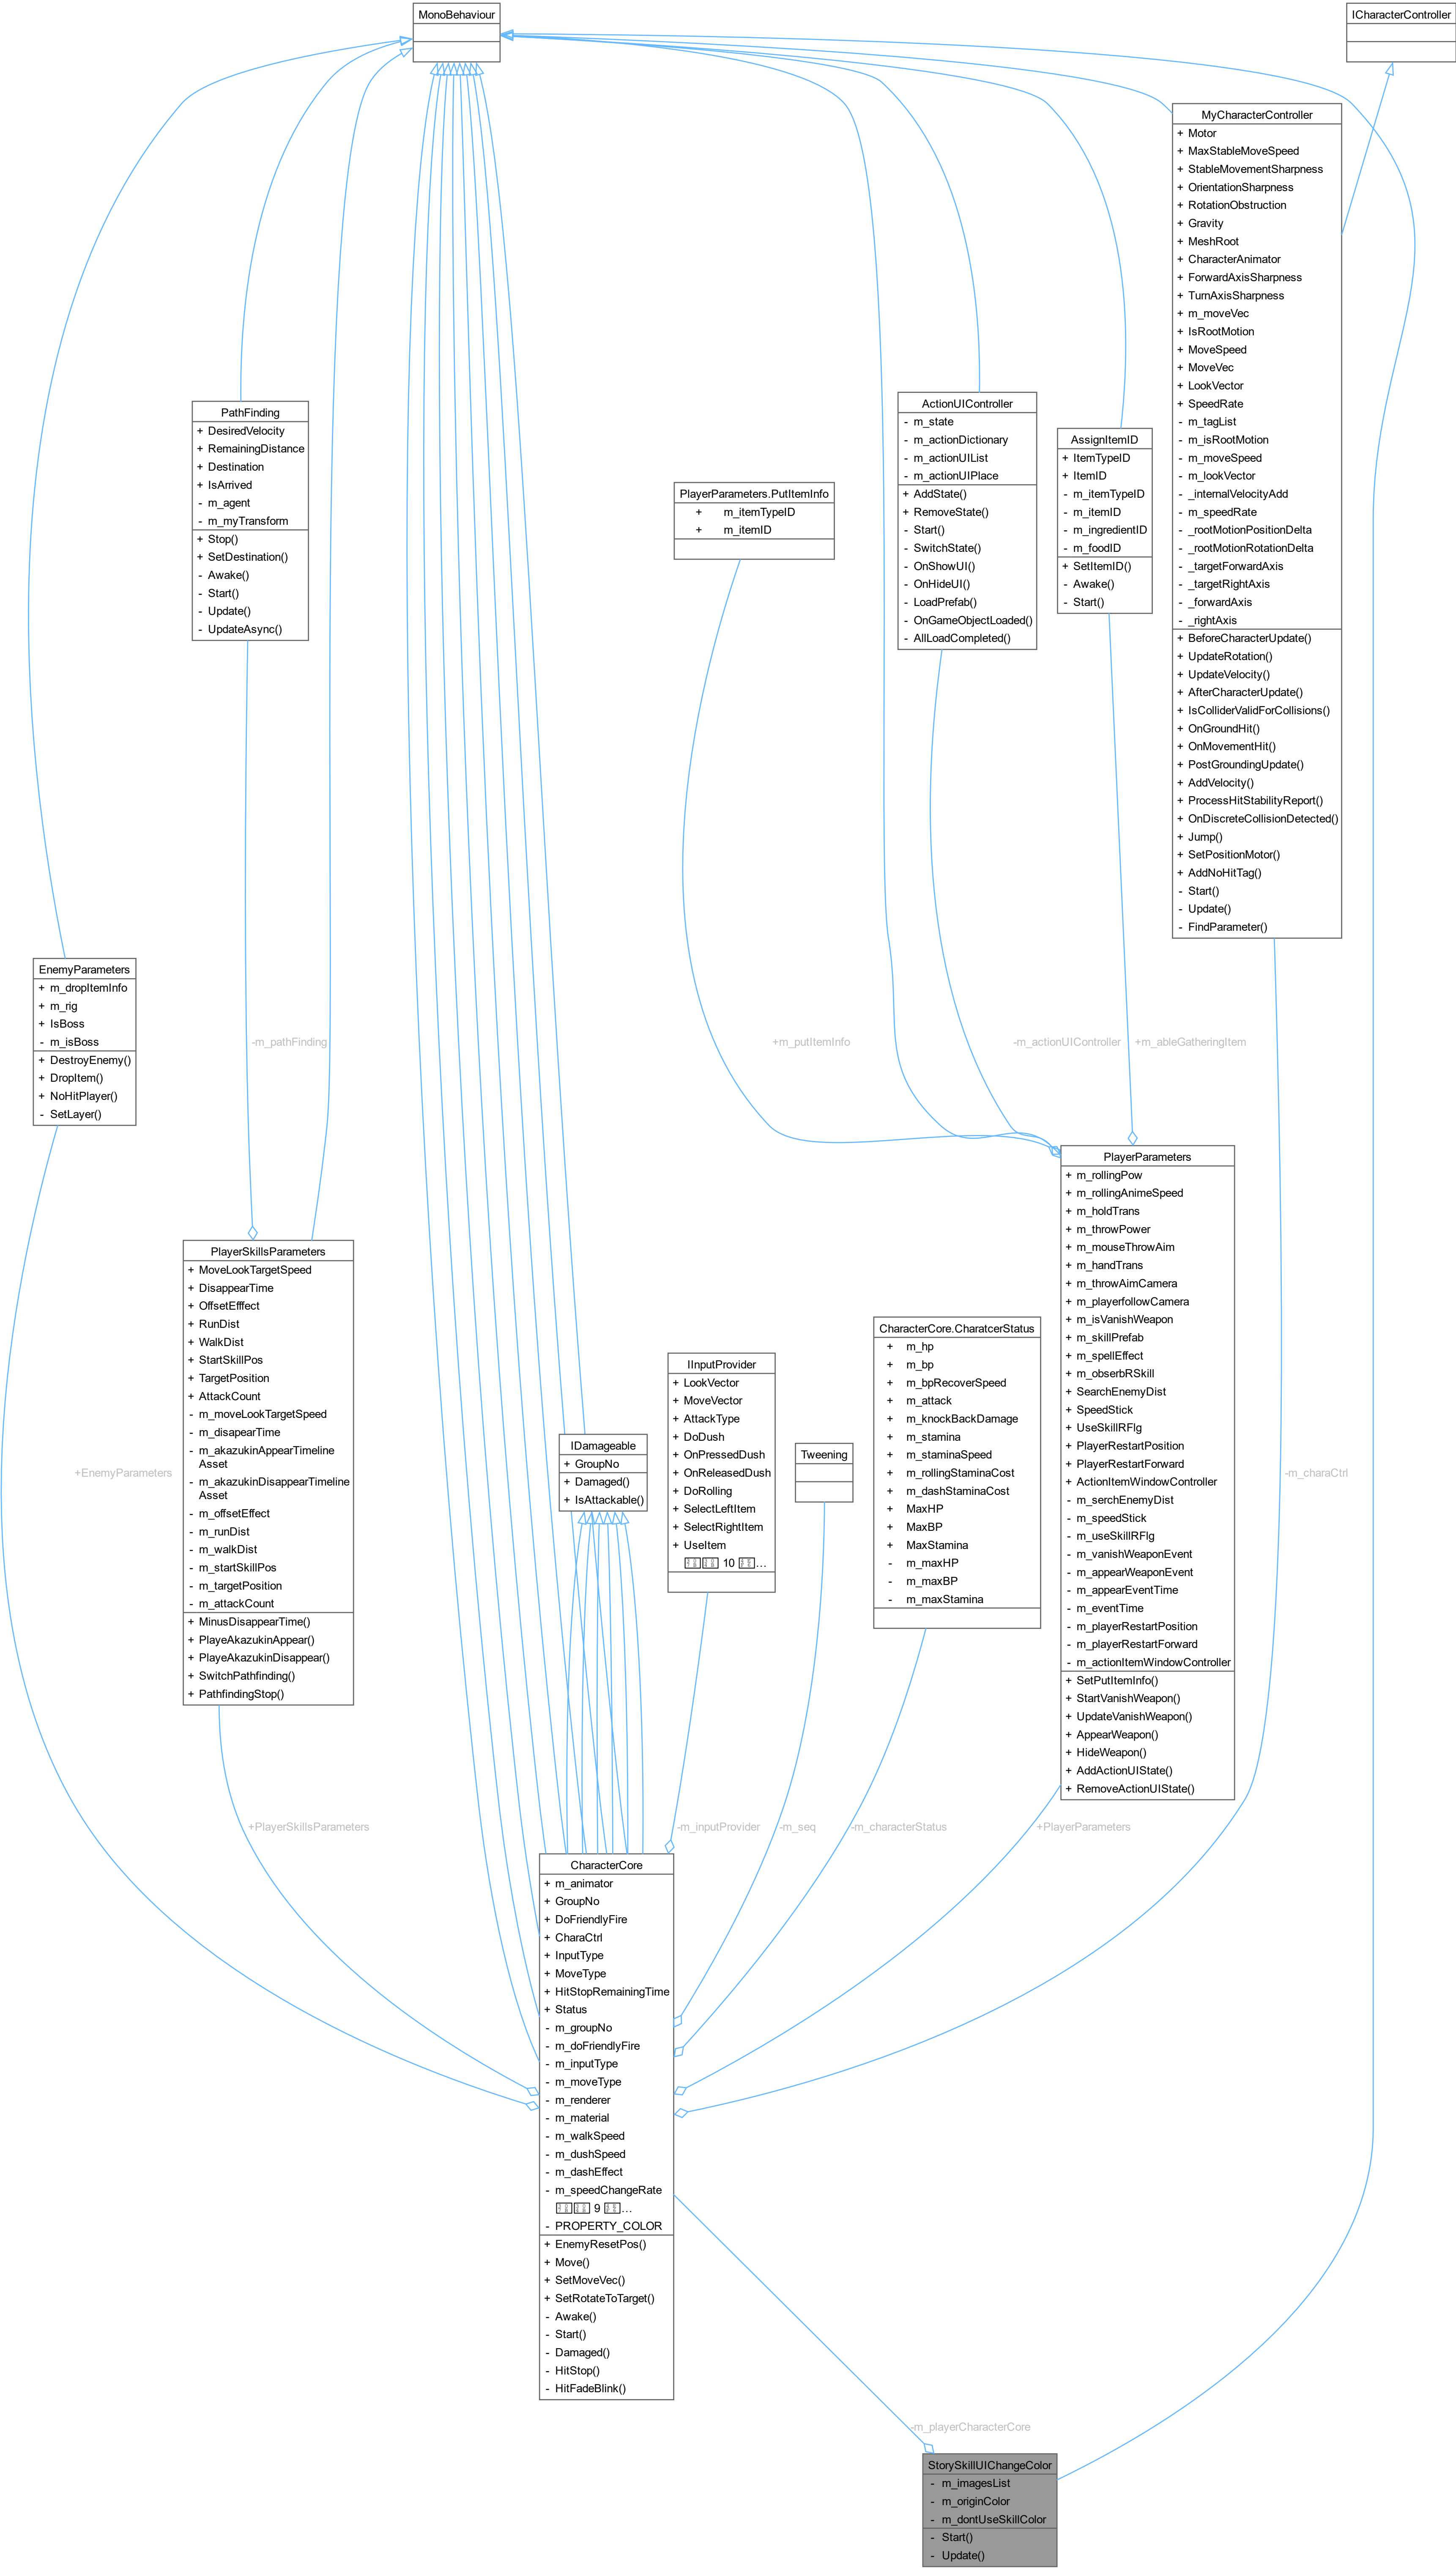 MonoBehaviour
ICharacterController
MyCharacterController
+ Motor
+ MaxStableMoveSpeed
+ StableMovementSharpness
+ OrientationSharpness
+ RotationObstruction
+ Gravity
+ MeshRoot
+ CharacterAnimator
+ ForwardAxisSharpness
+ TurnAxisSharpness
+ m_moveVec
+ IsRootMotion
+ MoveSpeed
+ MoveVec
+ LookVector
+ SpeedRate
- m_tagList
- m_isRootMotion
- m_moveSpeed
- m_lookVector
- _internalVelocityAdd
- m_speedRate
- _rootMotionPositionDelta
- _rootMotionRotationDelta
- _targetForwardAxis
- _targetRightAxis
- _forwardAxis
- _rightAxis
+ BeforeCharacterUpdate()
+ UpdateRotation()
+ UpdateVelocity()
+ AfterCharacterUpdate()
+ IsColliderValidForCollisions()
+ OnGroundHit()
+ OnMovementHit()
+ PostGroundingUpdate()
+ AddVelocity()
+ ProcessHitStabilityReport()
+ OnDiscreteCollisionDetected()
+ Jump()
+ SetPositionMotor()
+ AddNoHitTag()
- Start()
- Update()
- FindParameter()
PathFinding
+ DesiredVelocity
+ RemainingDistance
+ Destination
+ IsArrived
- m_agent
- m_myTransform
+ Stop()
+ SetDestination()
- Awake()
- Start()
- Update()
- UpdateAsync()
ActionUIController
- m_state
- m_actionDictionary
- m_actionUIList
- m_actionUIPlace
+ AddState()
+ RemoveState()
- Start()
- SwitchState()
- OnShowUI()
- OnHideUI()
- LoadPrefab()
- OnGameObjectLoaded()
- AllLoadCompleted()
AssignItemID
+ ItemTypeID
+ ItemID
- m_itemTypeID
- m_itemID
- m_ingredientID
- m_foodID
+ SetItemID()
- Awake()
- Start()
PlayerParameters.PutItemInfo
+ m_itemTypeID
+ m_itemID
EnemyParameters
+ m_dropItemInfo
+ m_rig
+ IsBoss
- m_isBoss
+ DestroyEnemy()
+ DropItem()
+ NoHitPlayer()
- SetLayer()
-m_pathFinding
+m_putItemInfo
-m_actionUIController
+m_ableGatheringItem
PlayerParameters
+ m_rollingPow
+ m_rollingAnimeSpeed
+ m_holdTrans
+ m_throwPower
+ m_mouseThrowAim
+ m_handTrans
+ m_throwAimCamera
+ m_playerfollowCamera
+ m_isVanishWeapon
+ m_skillPrefab
+ m_spellEffect
+ m_obserbRSkill
+ SearchEnemyDist
+ SpeedStick
+ UseSkillRFlg
+ PlayerRestartPosition
+ PlayerRestartForward
+ ActionItemWindowController
- m_serchEnemyDist
- m_speedStick
- m_useSkillRFlg
- m_vanishWeaponEvent
- m_appearWeaponEvent
- m_appearEventTime
- m_eventTime
- m_playerRestartPosition
- m_playerRestartForward
- m_actionItemWindowController
+ SetPutItemInfo()
+ StartVanishWeapon()
+ UpdateVanishWeapon()
+ AppearWeapon()
+ HideWeapon()
+ AddActionUIState()
+ RemoveActionUIState()
PlayerSkillsParameters
+ MoveLookTargetSpeed
+ DisappearTime
+ OffsetEfffect
+ RunDist
+ WalkDist
+ StartSkillPos
+ TargetPosition
+ AttackCount
- m_moveLookTargetSpeed
- m_disapearTime
- m_akazukinAppearTimeline
Asset
- m_akazukinDisappearTimeline
Asset
- m_offsetEffect
- m_runDist
- m_walkDist
- m_startSkillPos
- m_targetPosition
- m_attackCount
+ MinusDisappearTime()
+ PlayeAkazukinAppear()
+ PlayeAkazukinDisappear()
+ SwitchPathfinding()
+ PathfindingStop()
CharacterCore.CharatcerStatus
+ m_hp
+ m_bp
+ m_bpRecoverSpeed
+ m_attack
+ m_knockBackDamage
+ m_stamina
+ m_staminaSpeed
+ m_rollingStaminaCost
+ m_dashStaminaCost
+ MaxHP
+ MaxBP
+ MaxStamina
- m_maxHP
- m_maxBP
- m_maxStamina
IInputProvider
+ LookVector
+ MoveVector
+ AttackType
+ DoDush
+ OnPressedDush
+ OnReleasedDush
+ DoRolling
+ SelectLeftItem
+ SelectRightItem
+ UseItem
10 ...
IDamageable
+ GroupNo
+ Damaged()
+ IsAttackable()
Tweening
+EnemyParameters
-m_charaCtrl
+PlayerSkillsParameters
-m_inputProvider
-m_seq
-m_characterStatus
+PlayerParameters
CharacterCore
+ m_animator
+ GroupNo
+ DoFriendlyFire
+ CharaCtrl
+ InputType
+ MoveType
+ HitStopRemainingTime
+ Status
- m_groupNo
- m_doFriendlyFire
- m_inputType
- m_moveType
- m_renderer
- m_material
- m_walkSpeed
- m_dushSpeed
- m_dashEffect
- m_speedChangeRate
9 ...
- PROPERTY_COLOR
+ EnemyResetPos()
+ Move()
+ SetMoveVec()
+ SetRotateToTarget()
- Awake()
- Start()
- Damaged()
- HitStop()
- HitFadeBlink()
-m_playerCharacterCore
StorySkillUIChangeColor
- m_imagesList
- m_originColor
- m_dontUseSkillColor
- Start()
- Update()